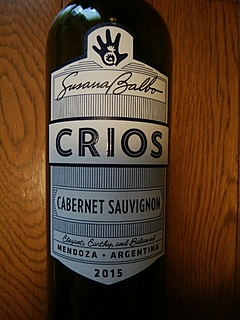 Susana Balbo
CRIOS
CABERNET SAUVIGNON
Elegant, Earthy, and Balanced
MENDOZA • ARGENTINA
2015